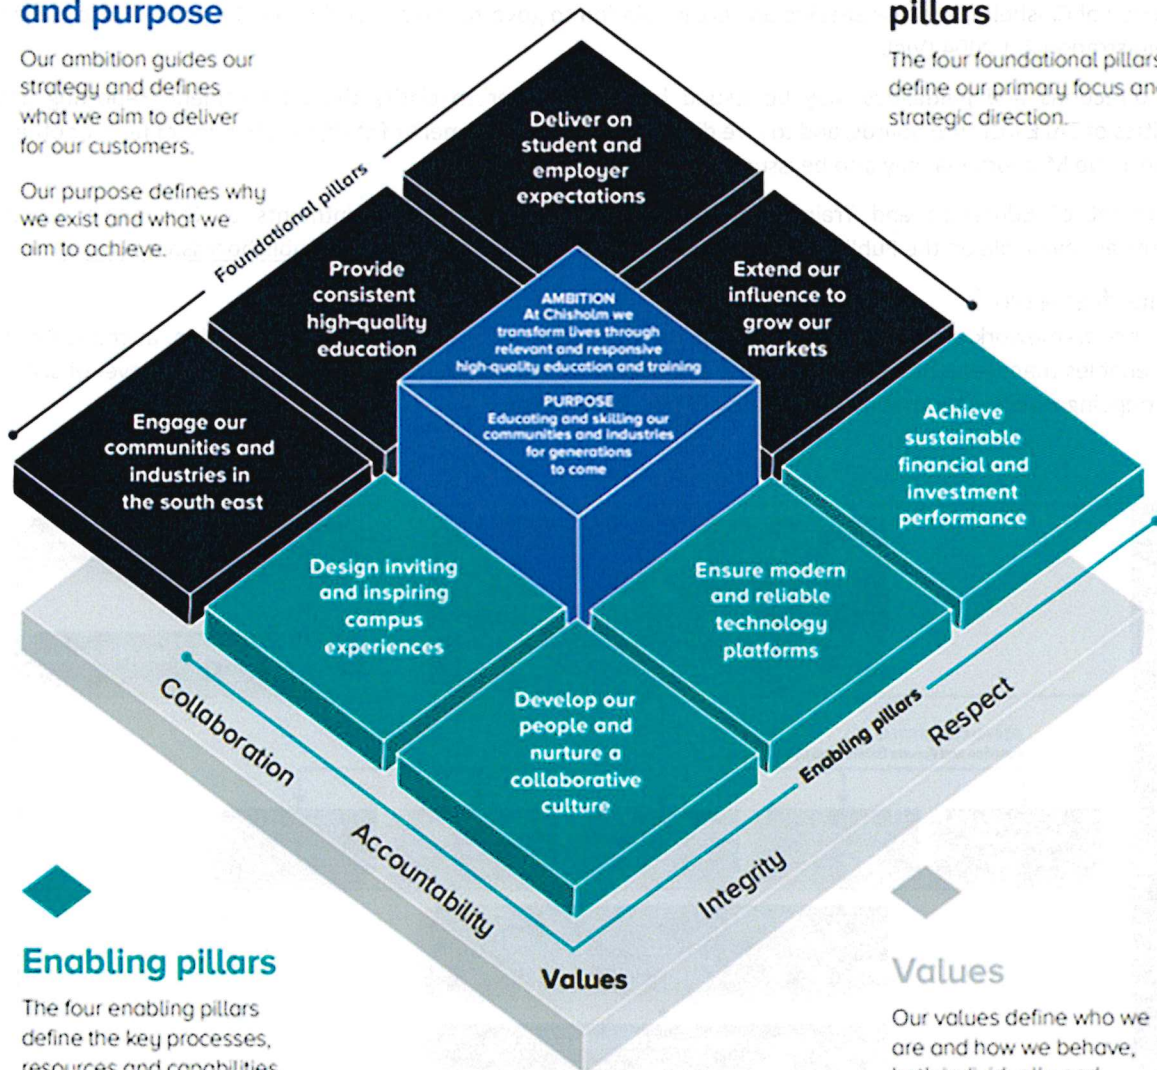 and purpose
Our ambition guides our
strategy and defines
what we aim to deliver
for our customers.
Our purpose defines why
we exist and what we
aim to achieve.
pillars
The four foundational pillars
define our primary focus and
strategic direction.
Foundational pillars
Deliver on
student and
employer
expectations
Provide
consistent
high-quality
education
Extend our
influence to
grow our
markets
Engage our
communities and
industries in
the south east
AMBITION
At Chisholm we
transform lives through
relevant and responsive
high-quality education and training
PURPOSE
Educating and skilling our
communities and industries
for generations
to come
Achieve
sustainable
financial and
investment
performance
Design inviting
and inspiring
campus
experiences
Ensure modern
and reliable
technology
platforms
Develop our
people and
nurture a
collaborative
culture
Enabling pillars
Collaboration
Accountability
Values
Integrity
Respect
Enabling pillars
The four enabling pillars
define the key processes,
resources and capabilities
Values
Our values define who we
are and how we behave,
both individually and